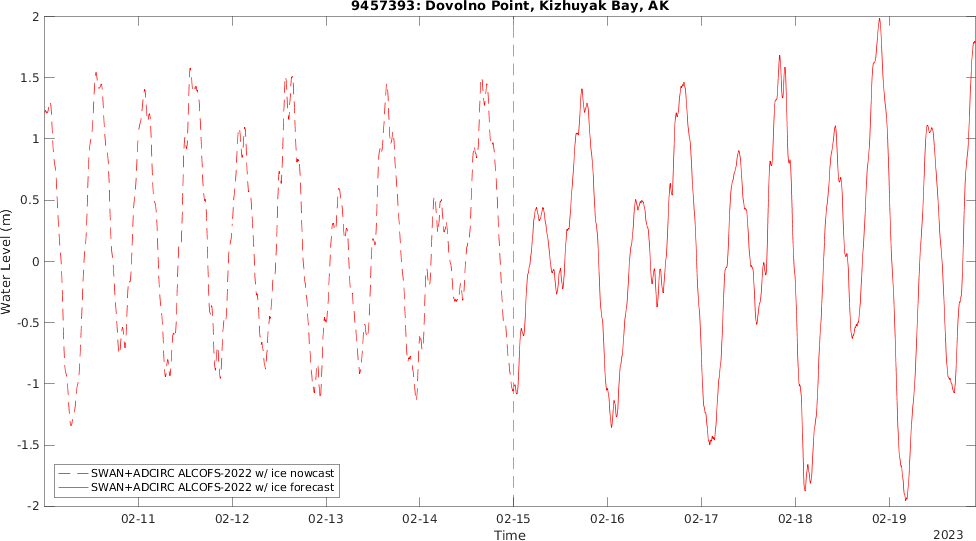 9457393: Dovolno Point, Kizhuyak Bay, AK
2
1.5
1
0.5
0
-0.5
-1
-1.5
-2
Water Level (m)
SWAN+ADCIRC ALCOFS-2022 w/ ice nowcast
SWAN+ADCIRC ALCOFS-2022 w/ ice forecast
02-11 02-12 02-13 02-14 02-15 02-16 02-17 02-18 02-19
Time
2023